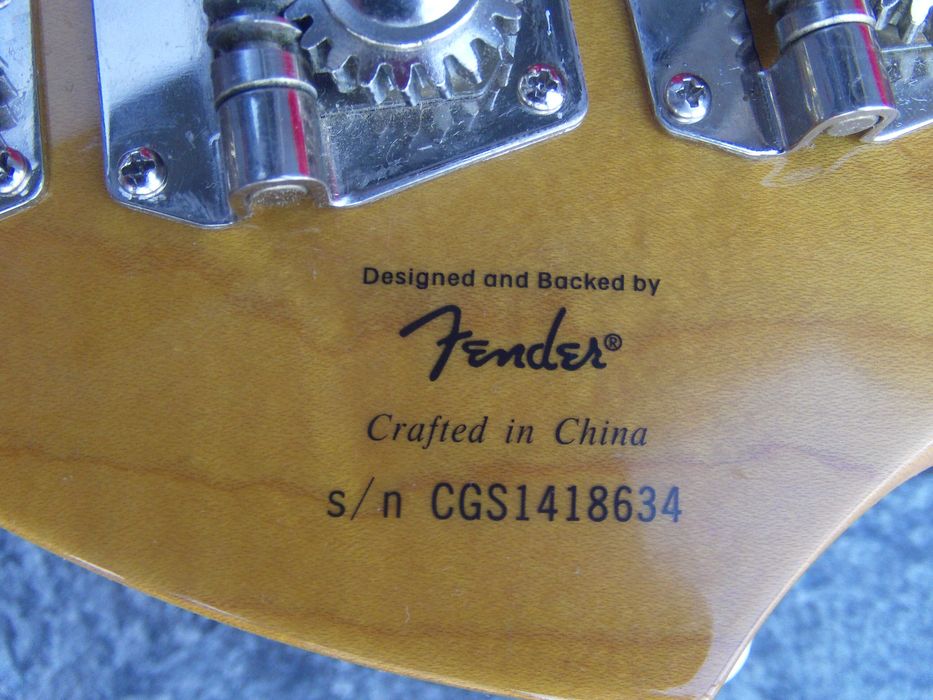 Designed and Backed by
Fender®
Crafted in China
s/n CGS1418634